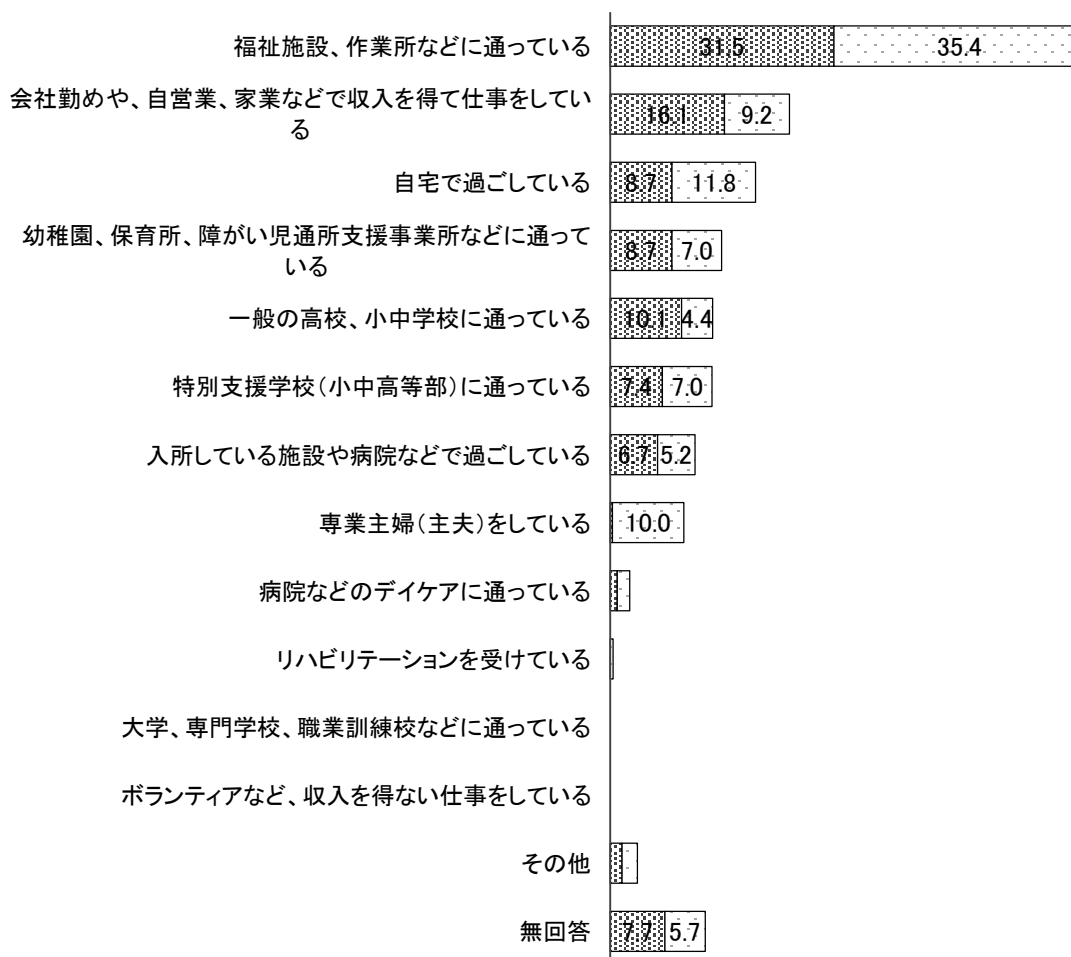 福祉施設、作業所などに通っている 31.5 35.4
会社勤めや、自営業、家業などで収入を得て仕事をしてい
る 16.1 9.2
自宅で過ごしている 8.7 11.8
幼稚園、保育所、障がい児通所支援事業所などに通って
いる 8.7 7.0
一般の高校、小中学校に通っている 10.1 4.4
特別支援学校(小中高等部)に通っている 7.4 7.0
入所している施設や病院などで過ごしている 6.7 5.2
専業主婦(主夫)をしている 10.0
病院などのデイケアに通っている
リハビリテーションを受けている
大学、専門学校、職業訓練校などに通っている
ボランティアなど、収入を得ない仕事をしている
その他
無回答 7.7 5.7